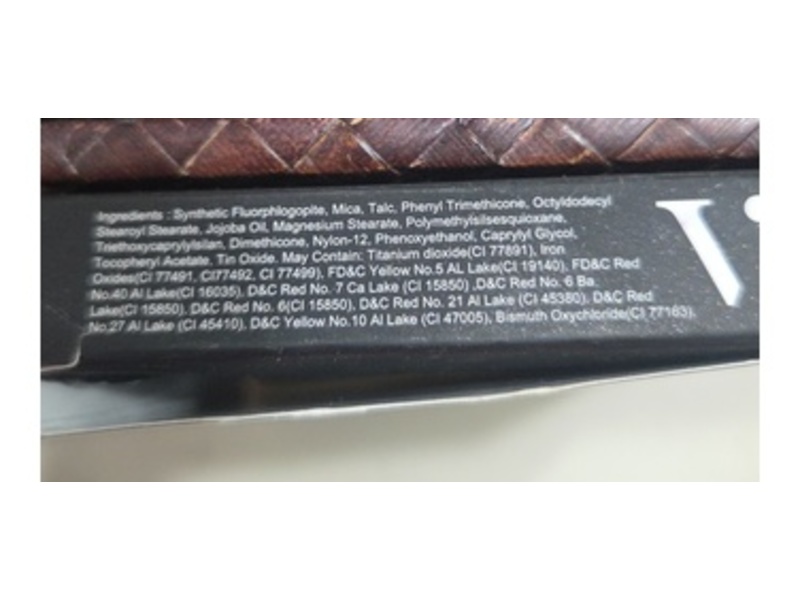 Ingredients : Synthetic Fluorphlogopite, Mica, Talc, Phenyl Trimethicone, Octyldodecyl
Stearoyl Stearate, Jojoba Oil, Magnesium Stearate, Polymethylsilsesquioxane,
Triethoxycaprylylsilan, Dimethicone, Nylon-12, Phenoxyethanol, Caprylyl Glycol,
Tocopheryl Acetate, Tin Oxide. May Contain: Titanium dioxide(CI 77891), Iron
Oxides(CI 77491, CI77492, CI 77499), FD&C Yellow No.5 AL Lake(CI 19140), FD&C Red
No.40 Al Lake(CI 16035), D&C Red No. 7 Ca Lake (CI 15850) ,D&C Red No. 6 Ba
Lake(CI 15850), D&C Red No. 6(CI 15850), D&C Red No. 21 Al Lake (CI 45380), D&C Red
No.27 Al Lake (CI 45410), D&C Yellow No.10 Al Lake (CI 47005), Bismuth Oxychloride(CI 77163).
V